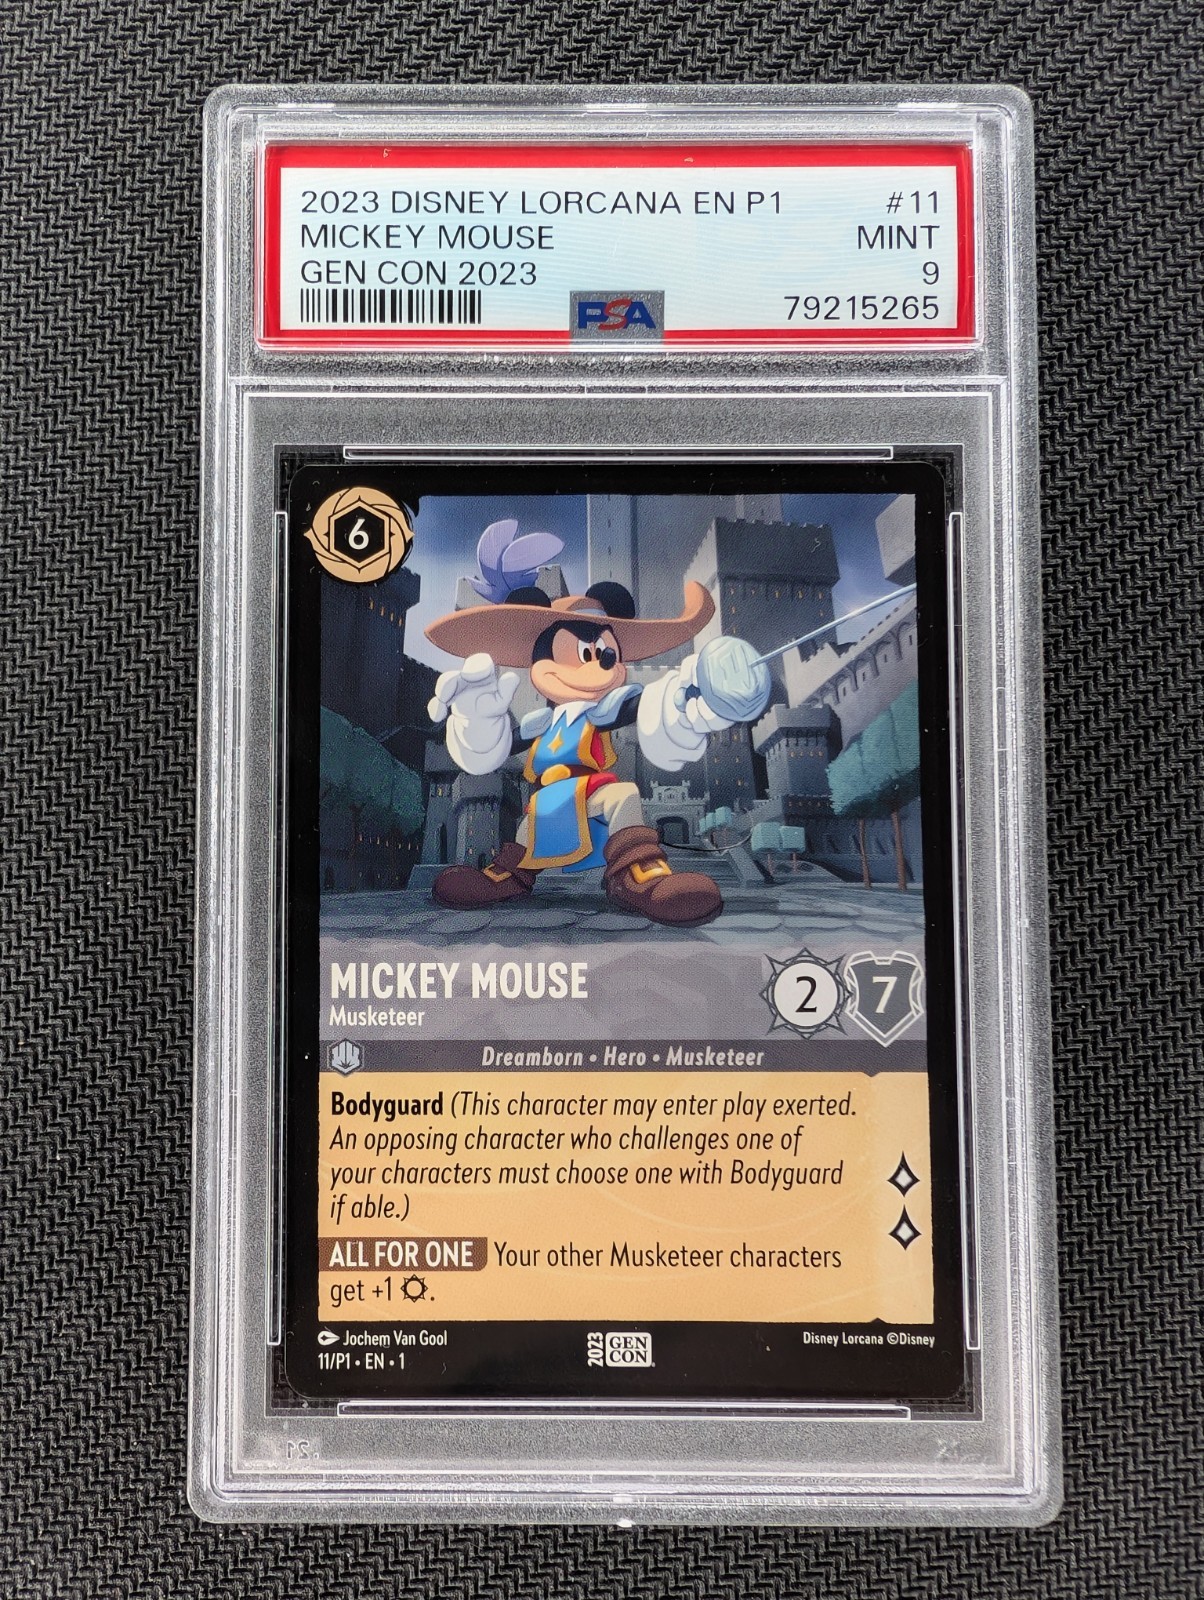 2023 DISNEY LORCANA EN P1 #11
MICKEY MOUSE MINT
GEN CON 2023 9
PSA 79215265
6
MICKEY MOUSE 2 7
Musketeer
Dreamborn • Hero • Musketeer
Bodyguard (This character may enter play exerted.
An opposing character who challenges one of
your characters must choose one with Bodyguard
if able.)
ALL FOR ONE Your other Musketeer characters
get +1 .
Jochem Van Gool 2023 GEN CON Disney Lorcana ©Disney
11/P1 • EN • 1